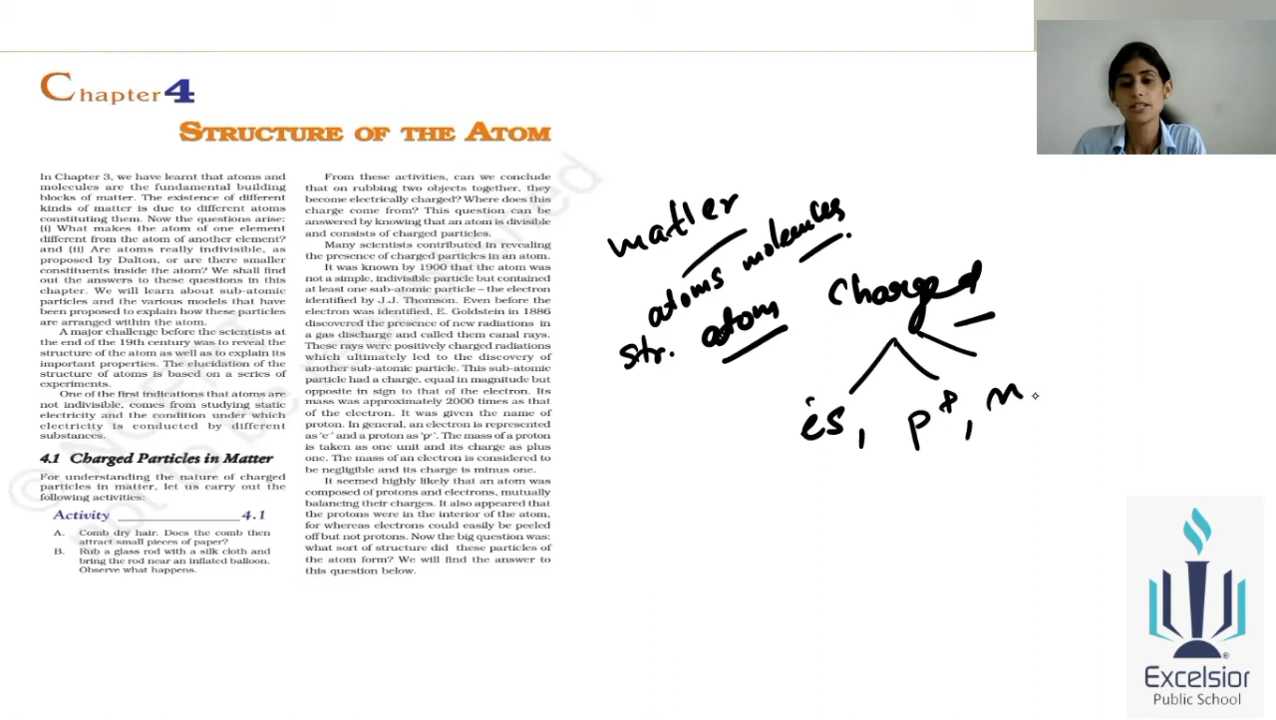 Chapter 4
STRUCTURE OF THE ATOM
In Chapter 3, we have learnt that atoms and
molecules are the fundamental building
blocks of matter. The existence of different
kinds of matter is due to different atoms
constituting them. Now the questions arise:
(i) What makes the atom of one element
different from the atom of another element?
and (ii) Are atoms really indivisible, as
proposed by Dalton, or are there smaller
constituents inside the atom? We shall find
out the answers to these questions in this
chapter. We will learn about sub-atomic
particles and the various models that have
been proposed to explain how these particles
are arranged within the atom.
A major challenge before the scientists at
the end of the 19th century was to reveal the
structure of the atom as well as to explain its
important properties. The elucidation of the
structure of atoms is based on a series of
experiments.
One of the first indications that atoms are
not indivisible, comes from studying static
electricity and the condition under which
electricity is conducted by different
substances.
4.1 Charged Particles in Matter
For understanding the nature of charged
particles in matter, let us carry out the
following activities:
Activity 4.1
A. Comb dry hair. Does the comb then
attract small pieces of paper?
B. Rub a glass rod with a silk cloth and
bring the rod near an inflated balloon.
Observe what happens.
From these activities, can we conclude
that on rubbing two objects together, they
become electrically charged? Where does this
charge come from? This question can be
answered by knowing that an atom is divisible
and consists of charged particles.
Many scientists contributed in revealing
the presence of charged particles in an atom.
It was known by 1900 that the atom was
not a simple, indivisible particle but contained
at least one sub-atomic particle – the electron
identified by J.J. Thomson. Even before the
electron was identified, E. Goldstein in 1886
discovered the presence of new radiations in
a gas discharge and called them canal rays.
These rays were positively charged radiations
which ultimately led to the discovery of
another sub-atomic particle. This sub-atomic
particle had a charge, equal in magnitude but
opposite in sign to that of the electron. Its
mass was approximately 2000 times as that
of the electron. It was given the name of
proton. In general, an electron is represented
as 'e-' and a proton as 'p+'. The mass of a proton
is taken as one unit and its charge as plus
one. The mass of an electron is considered to
be negligible and its charge is minus one.
It seemed highly likely that an atom was
composed of protons and electrons, mutually
balancing their charges. It also appeared that
the protons were in the interior of the atom,
for whereas electrons could easily be peeled
off but not protons. Now the big question was:
what sort of structure did these particles of
the atom form? We will find the answer to
this question below.
matter
atoms molecules.
str. atom
Charged
es, p+, n
Excelsior
Public School